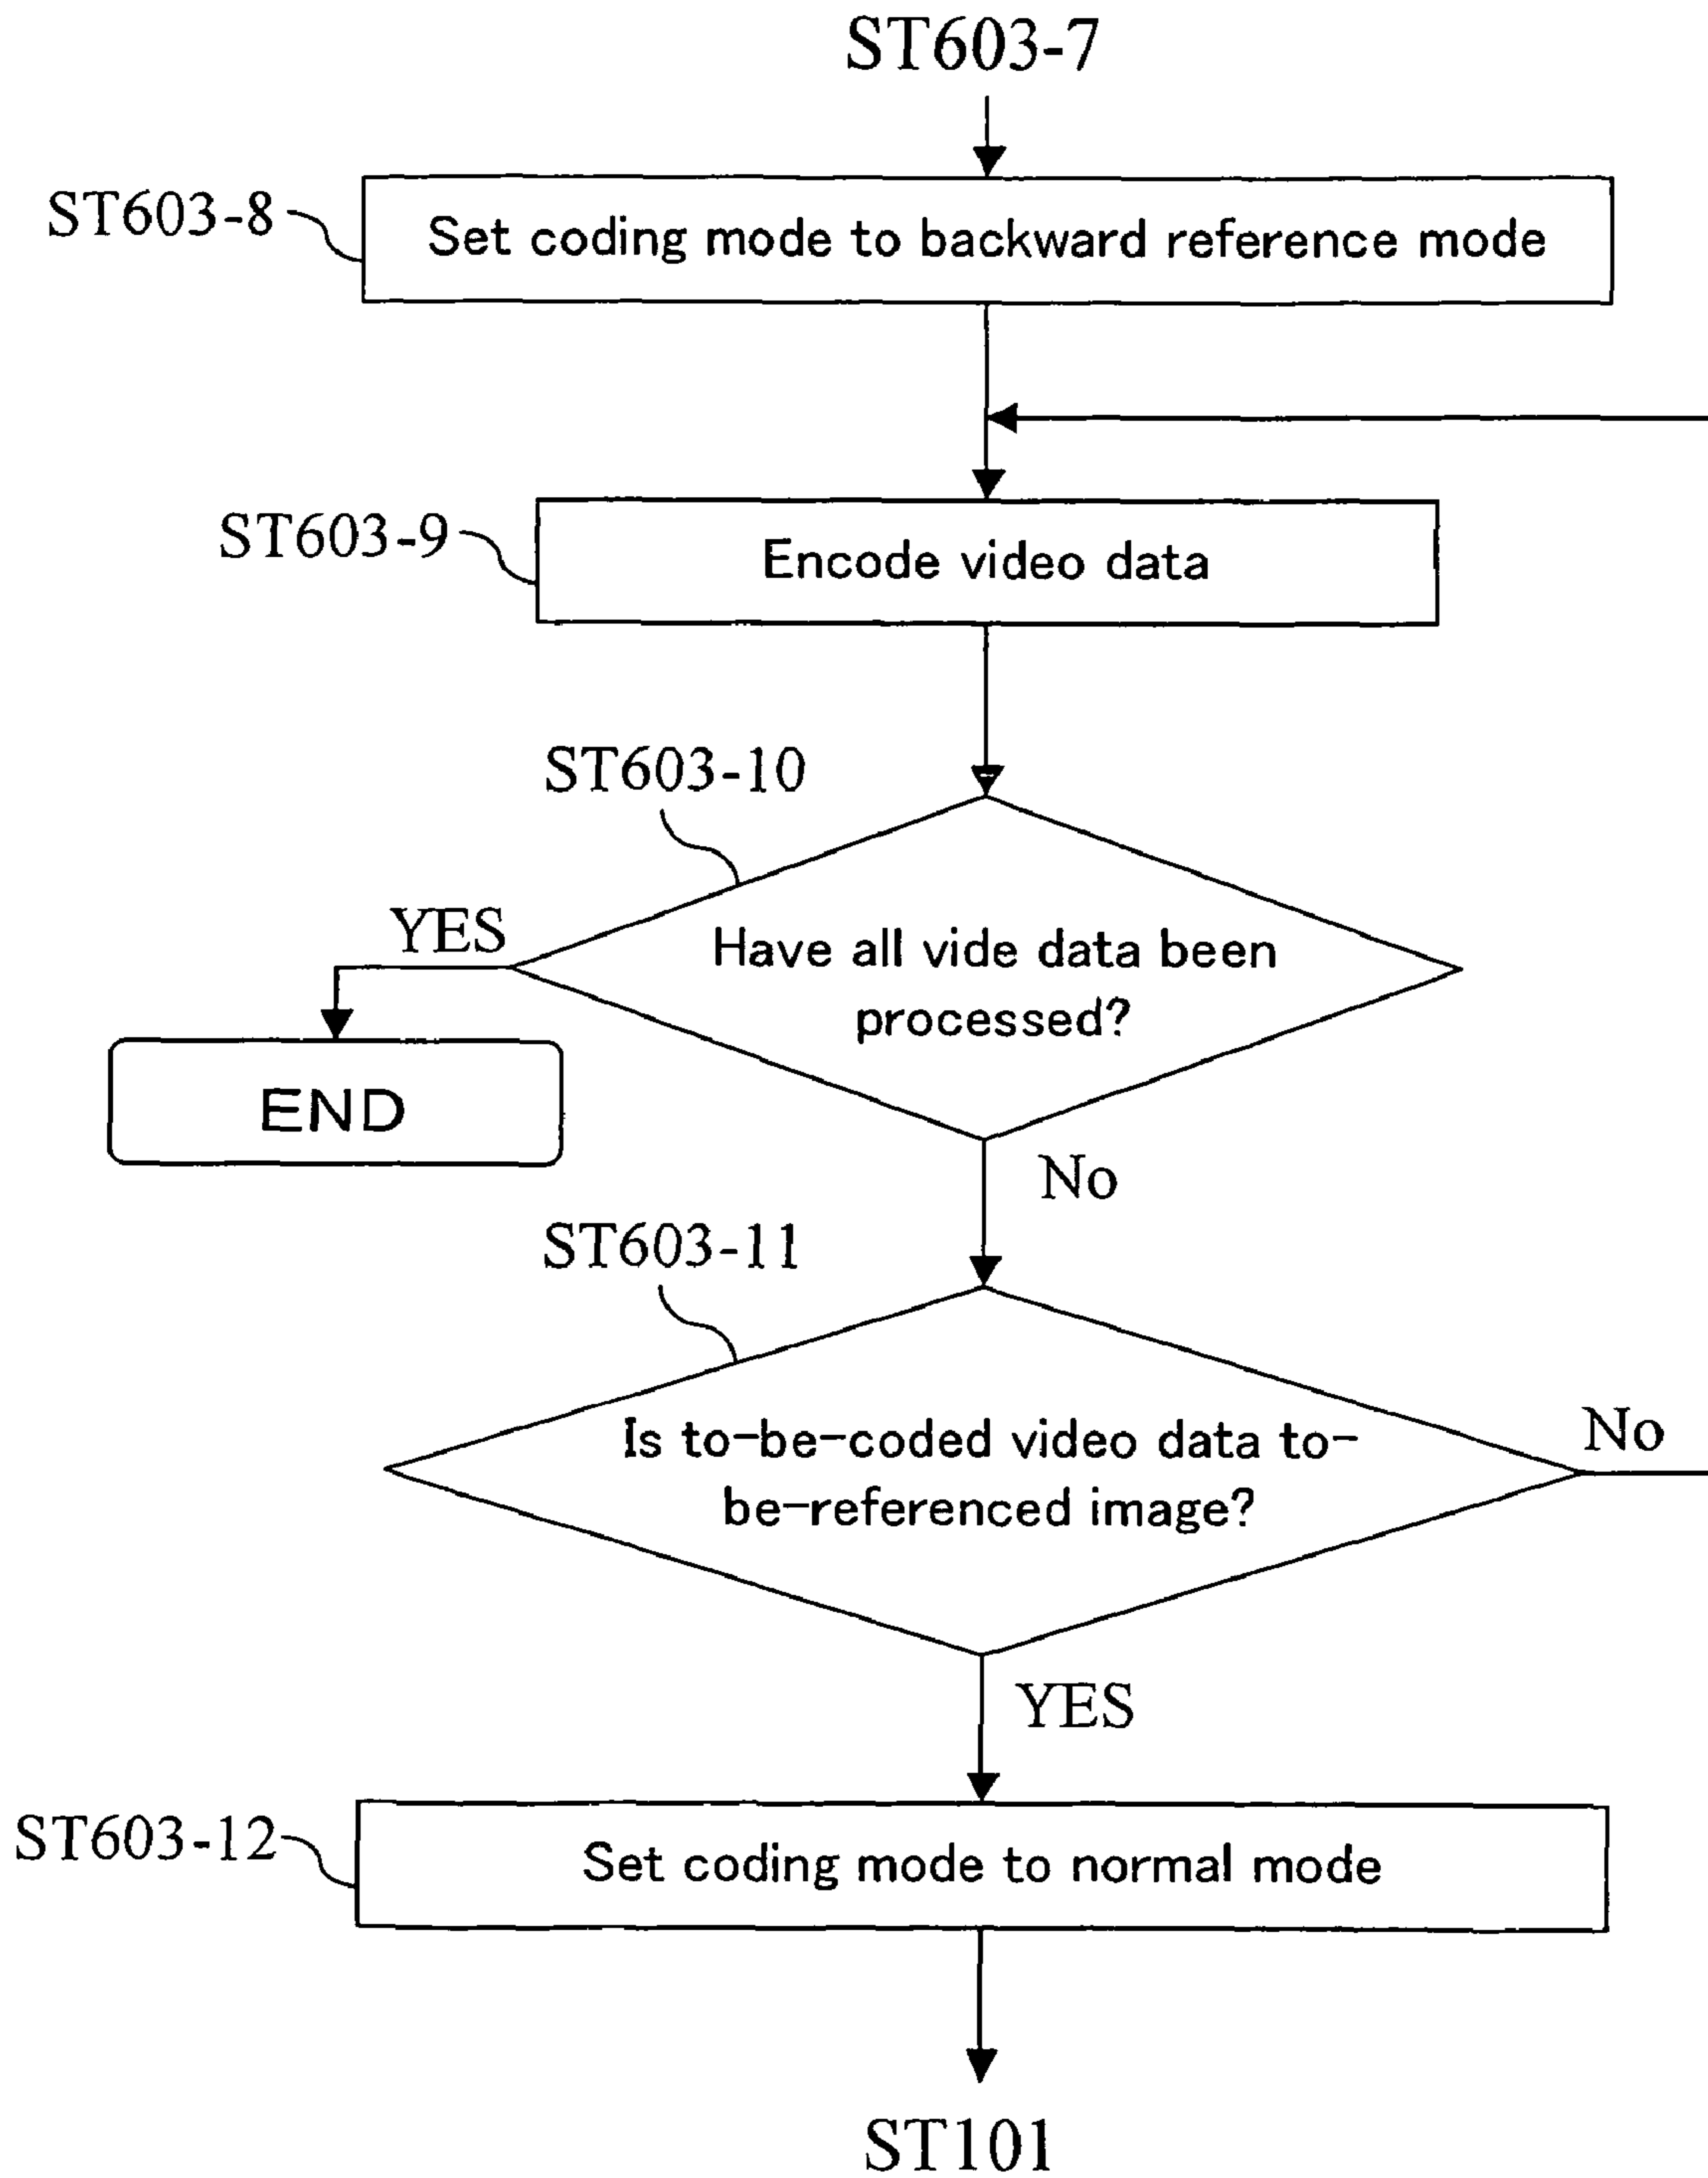 ST603-7
ST603-8
Set coding mode to backward reference mode
ST603-9
Encode video data
ST603-10
YES
Have all vide data been
processed?
END
No
ST603-11
Is to-be-coded video data to-
be-referenced image?
No
YES
ST603-12
Set coding mode to normal mode
ST101